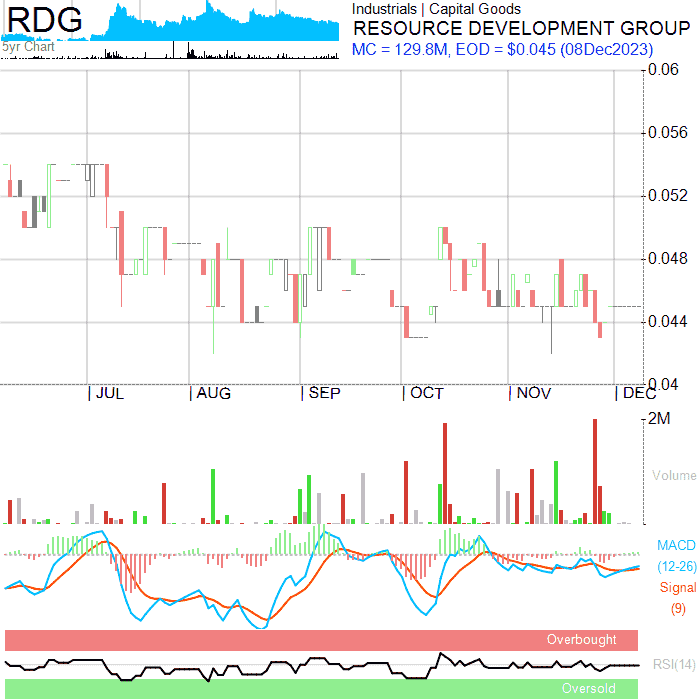 RDG
5yr Chart
Industrials | Capital Goods
RESOURCE DEVELOPMENT GROUP
MC = 129.8M, EOD = $0.045 (08Dec2023)
0.06
0.056
0.052
0.048
0.044
0.04
JUL AUG SEP OCT NOV DEC
2M
Volume
MACD
(12-26)
Signal
(9)
Overbought
RSI(14)
Oversold